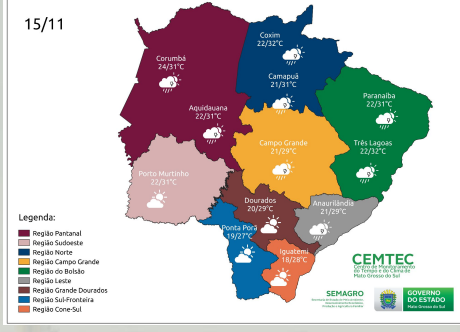 15/11
Coxim
22/32°C
Corumbá
24/31°C
Camapuã
21/31°C
Paranaíba
22/31°C
Aquidauana
22/31°C
Campo Grande
21/29°C
Três Lagoas
22/32°C
Porto Murtinho
22/31°C
Dourados
20/29°C
Anaurilândia
21/29°C
Ponta Porã
19/27°C
Iguatemi
18/28°C
Legenda:
Região Pantanal
Região Sudoeste
Região Norte
Região Campo Grande
Região do Bolsão
Região Leste
Região Grande Dourados
Região Sul-Fronteira
Região Cone-Sul
CEMTEC
Centro de Monitoramento
do Tempo e do Clima de
Mato Grosso do Sul
SEMAGRO
GOVERNO
DO ESTADO
Mato Grosso do Sul